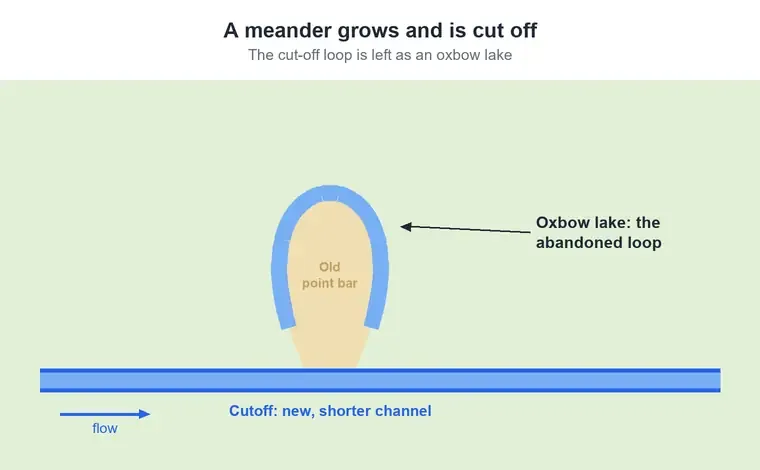 A meander grows and is cut off
The cut-off loop is left as an oxbow lake
Oxbow lake: the
abandoned loop
Old
point bar
Cutoff: new, shorter channel
flow